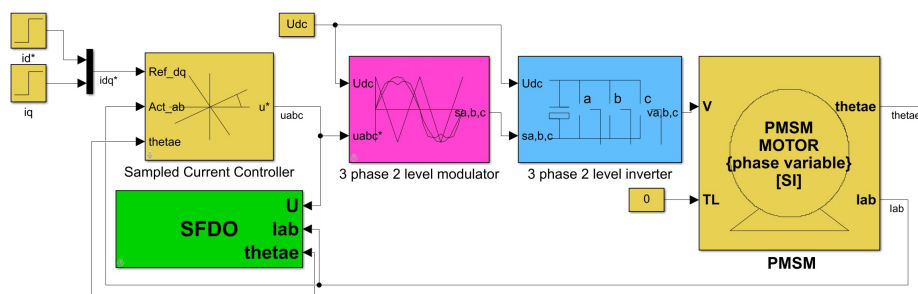 Udc
id*
iq
idq*
Ref_dq
Act_ab
thetae
u*
Sampled Current Controller
uabc
Udc
uabc*
sa,b,c
3 phase 2 level modulator
Udc
sa,b,c
a
b
c
va,b,c
3 phase 2 level inverter
0
V
TL
PMSM
MOTOR
{phase variable}
[SI]
thetae
Iab
PMSM
thetae
Iab
SFDO
U
Iab
thetae